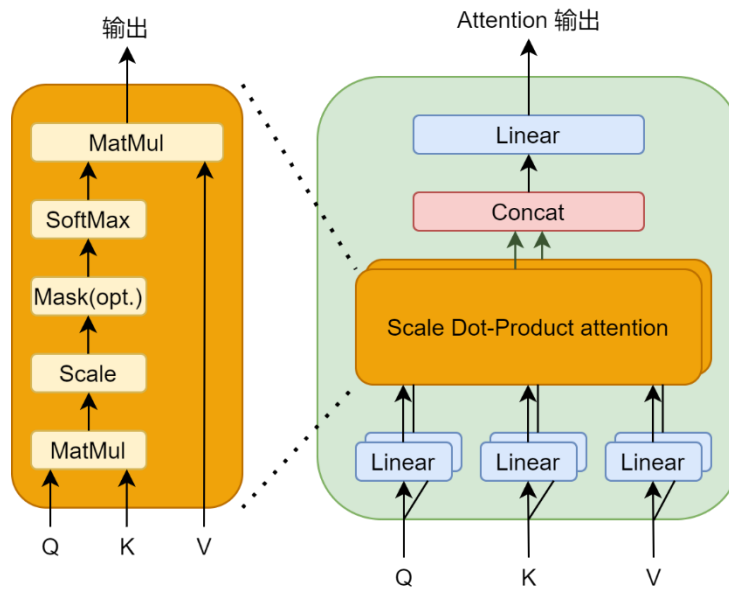 输出
MatMul
SoftMax
Mask(opt.)
Scale
MatMul
Q
K
V
Attention 输出
Linear
Concat
Scale Dot-Product attention
Linear
Linear
Linear
Q
K
V